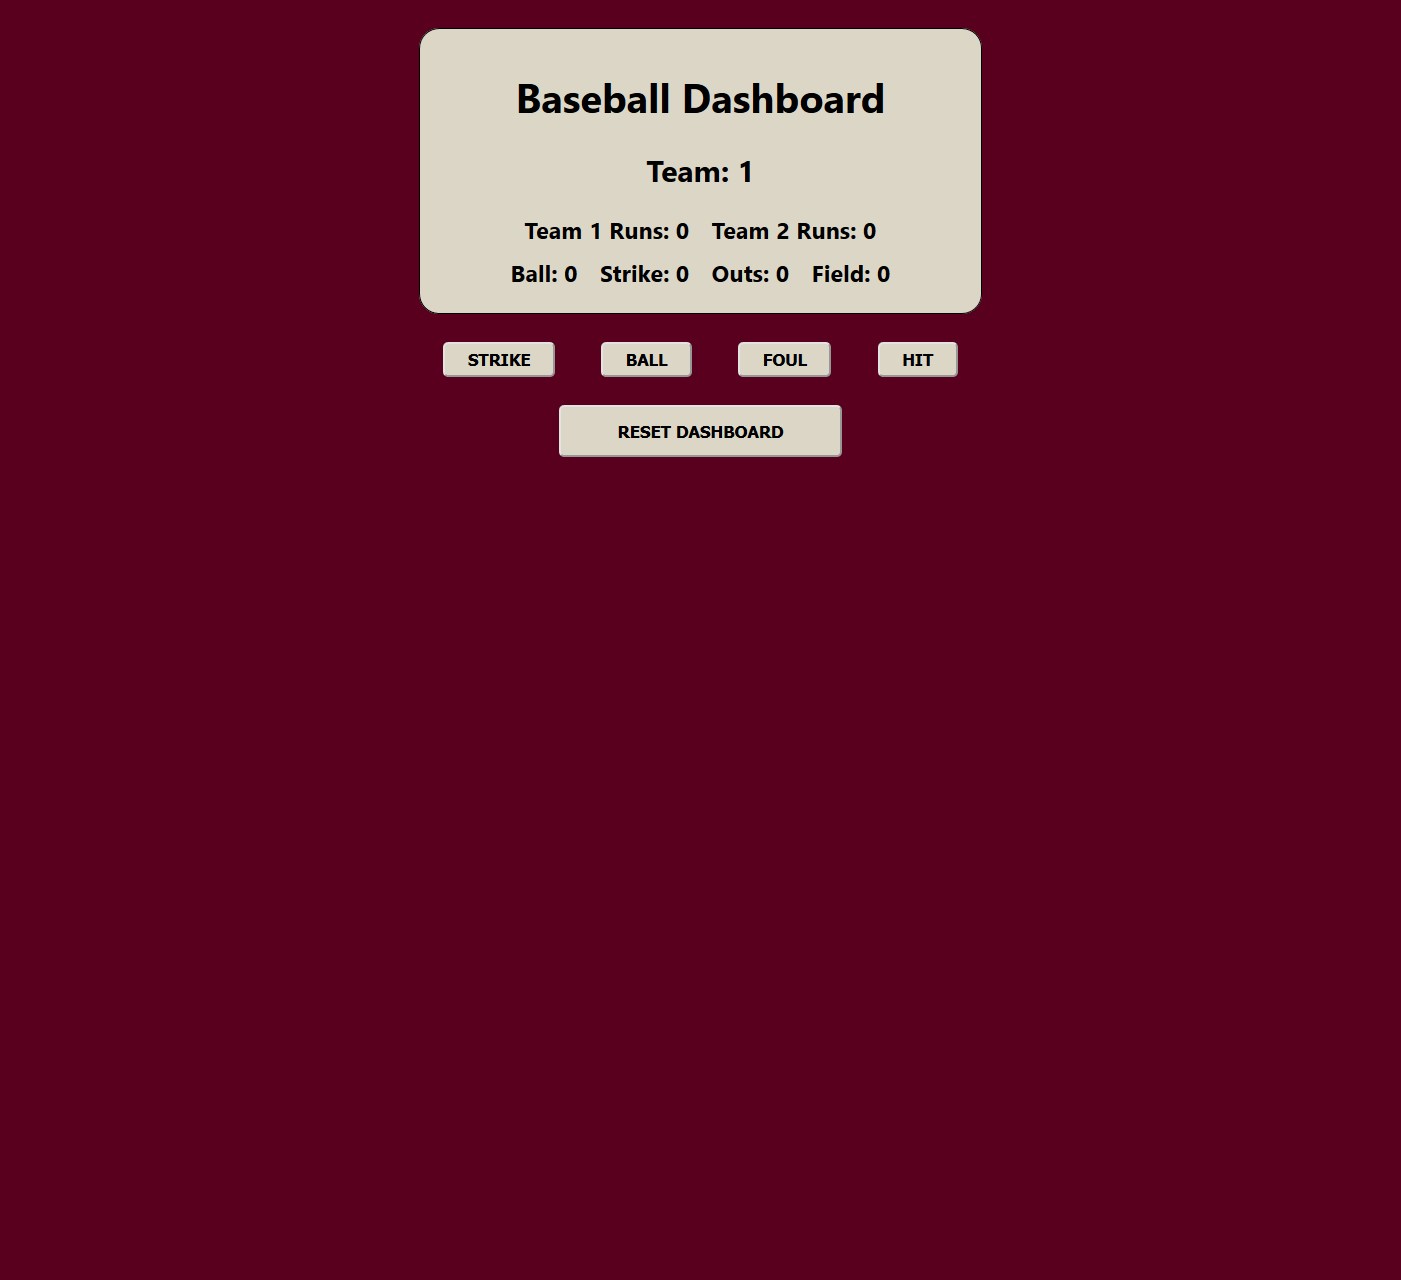 Baseball Dashboard
Team: 1
Team 1 Runs: 0 Team 2 Runs: 0
Ball: 0 Strike: 0 Outs: 0 Field: 0
STRIKE BALL FOUL HIT
RESET DASHBOARD